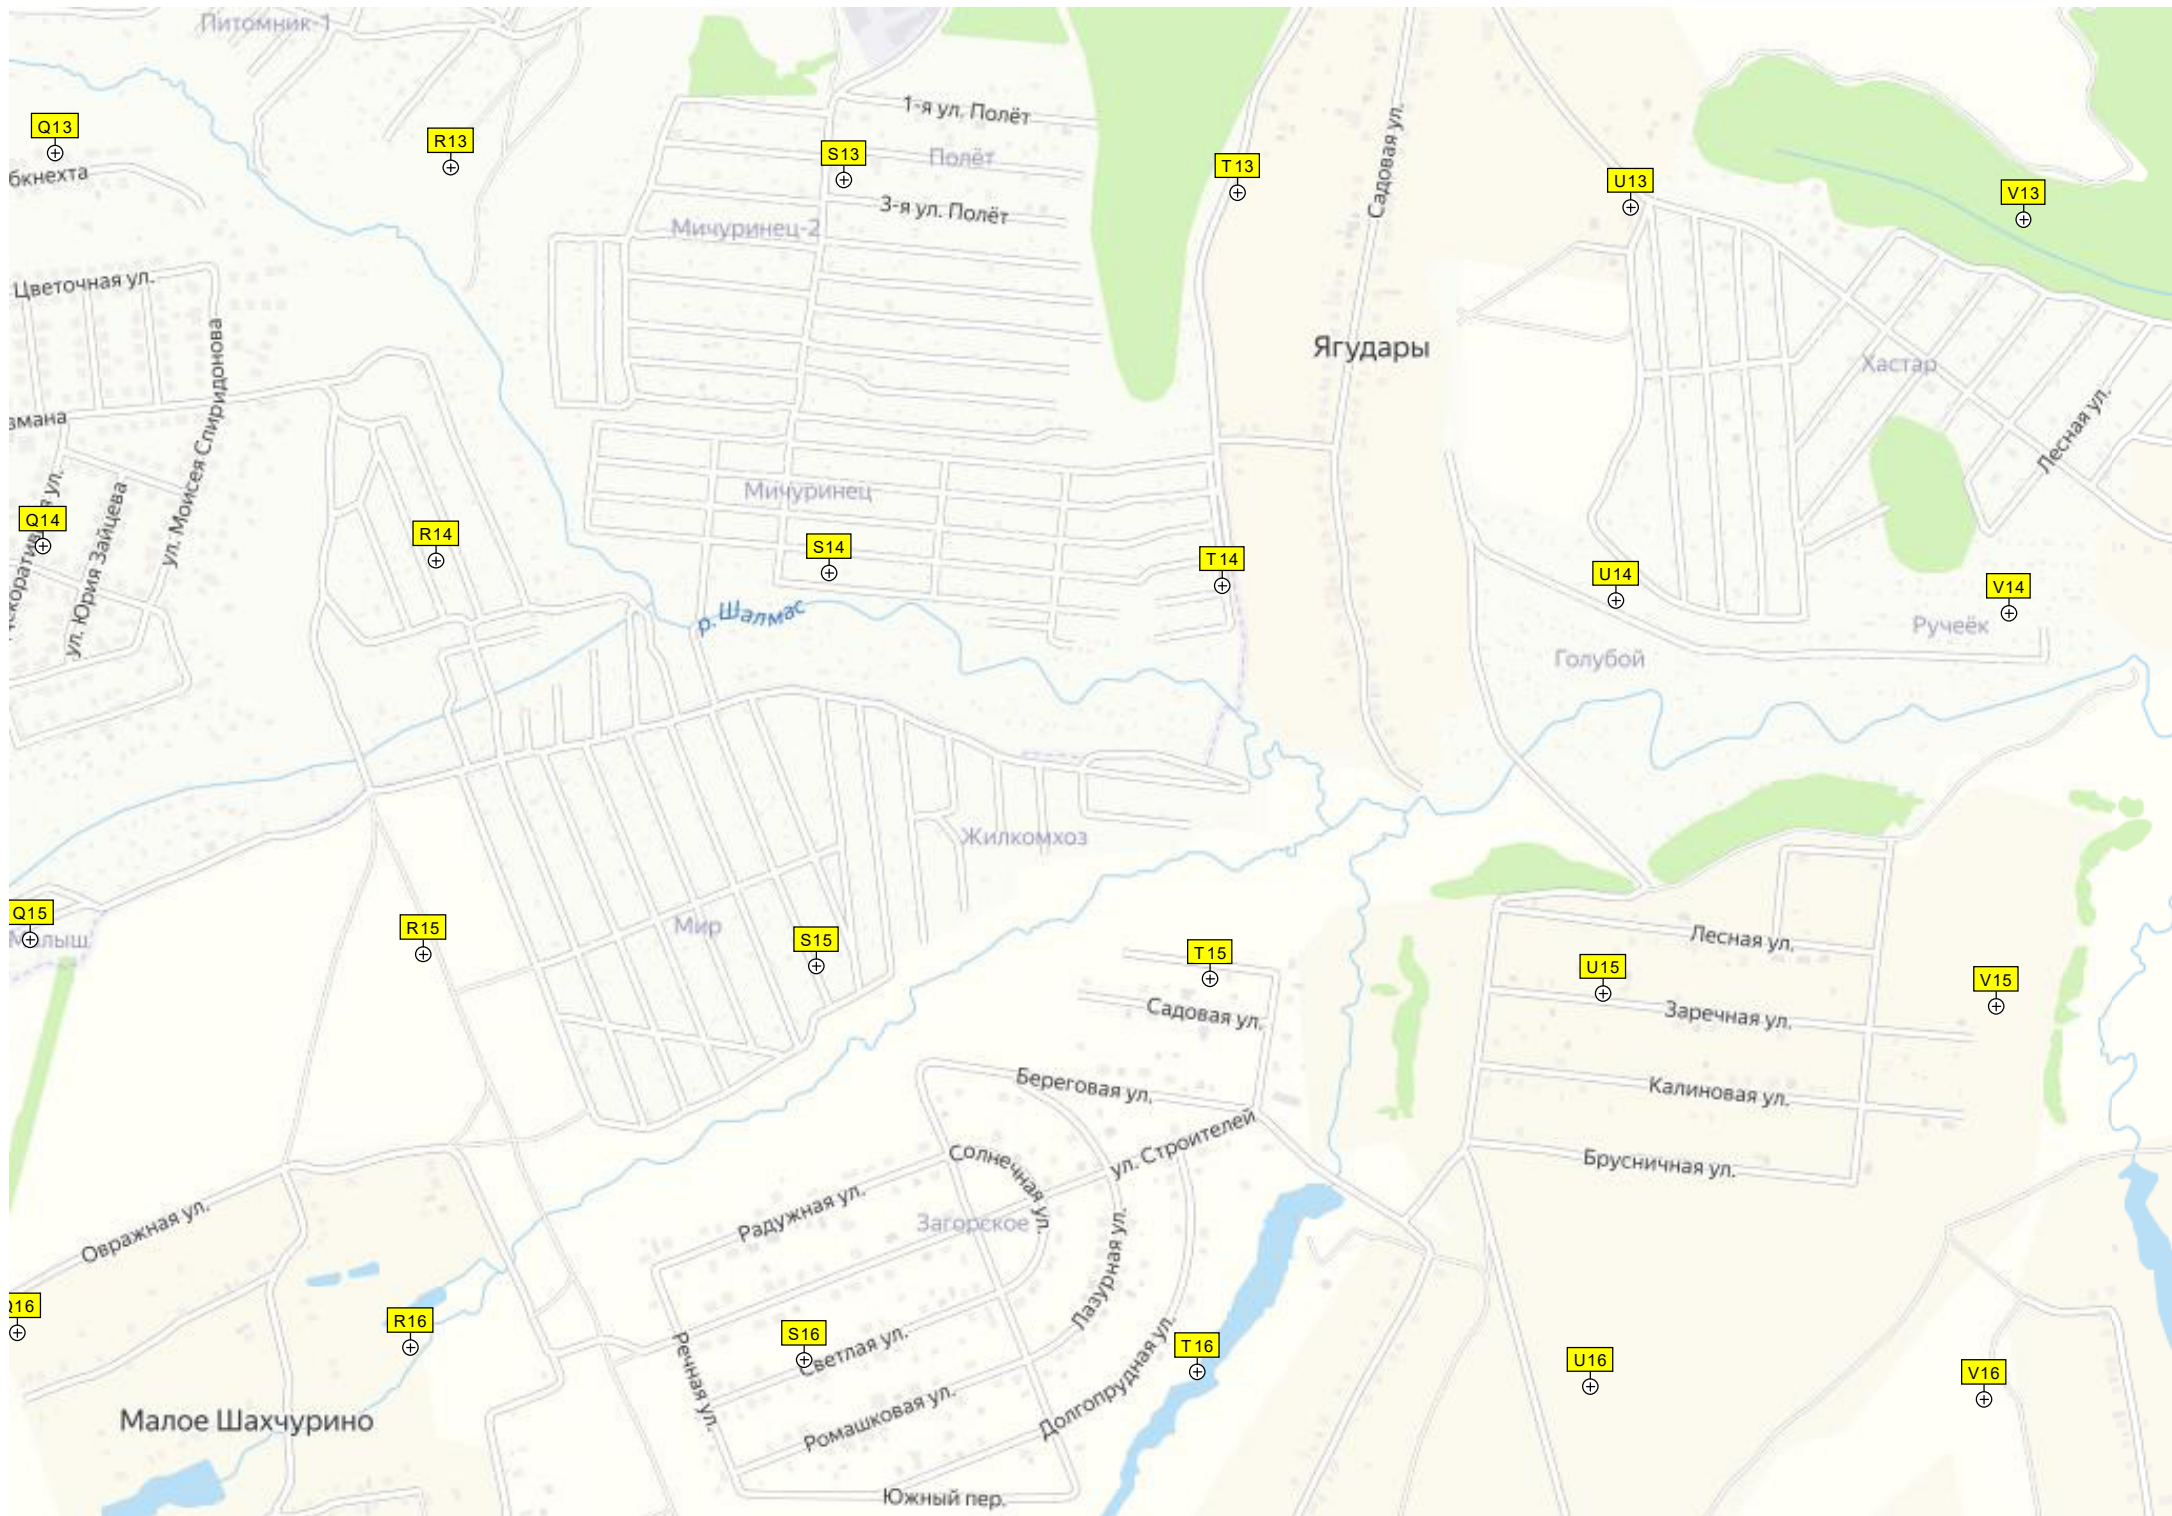 Питомник-1
1-я ул. Полёт
Q13
R13
S13
Полёт
T13
Садовая ул.
U13
V13
3-я ул. Полёт
Мичуринец-2
Цветочная ул.
Ягудары
Хастар
ул. Моисея Спиридонова
Лесная ул.
Мичуринец
Q14
R14
S14
T14
U14
V14
ул. Юрия Зайцева
р. Шалмас
Ручеёк
Голубой
Жилкомхоз
Q15
R15
Мир
S15
T15
Лесная ул.
U15
V15
Садовая ул.
Заречная ул.
Береговая ул.
Калиновая ул.
ул. Строителей
Солнечная ул.
Брусничная ул.
Радужная ул.
Загорское
Овражная ул.
Лазурная ул.
R16
S16
Светлая ул.
T16
U16
V16
Речная ул.
Долгопрудная ул.
Малое Шахчурино
Ромашковая ул.
Южный пер.